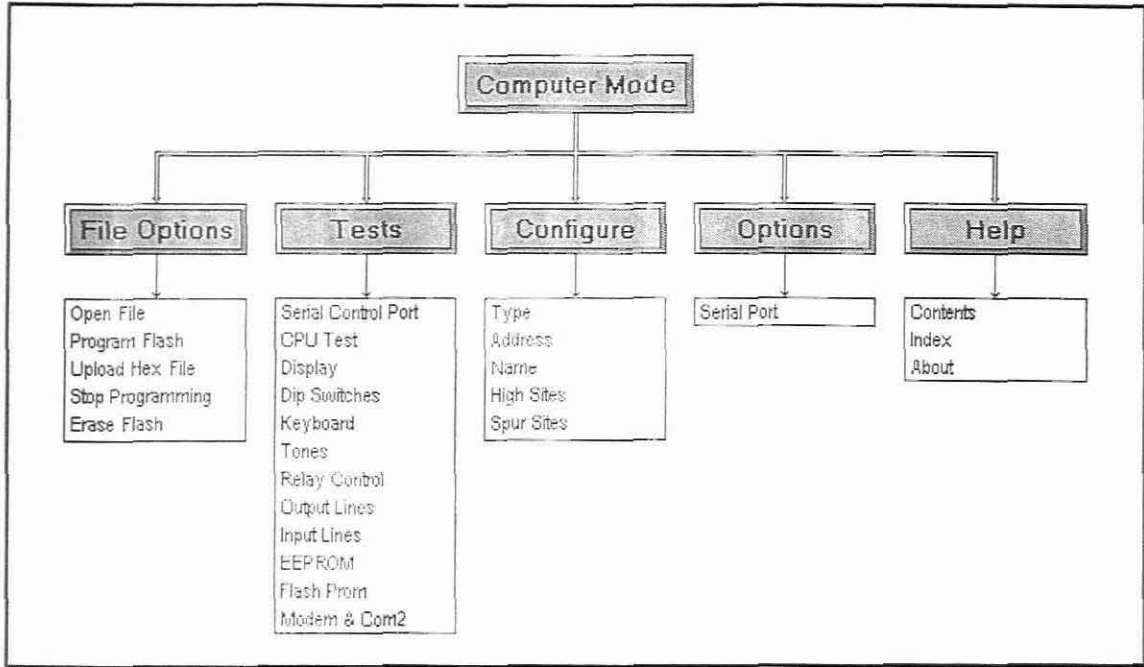 Computer Mode
File Options
Tests
Configure
Options
Help
Open File
Program Flash
Upload Hex File
Stop Programming
Erase Flash
Serial Control Port
CPU Test
Display
Dip Switches
Keyboard
Tones
Relay Control
Output Lines
Input Lines
EEPROM
Flash Prom
Modem & Com2
Type
Address
Name
High Sites
Spur Sites
Serial Port
Contents
Index
About